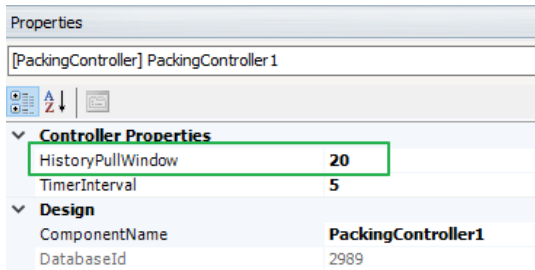 Properties
[PackingController] PackingController1
Controller Properties
HistoryPullWindow 20
TimerInterval 5
Design
ComponentName PackingController1
DatabaseId 2989